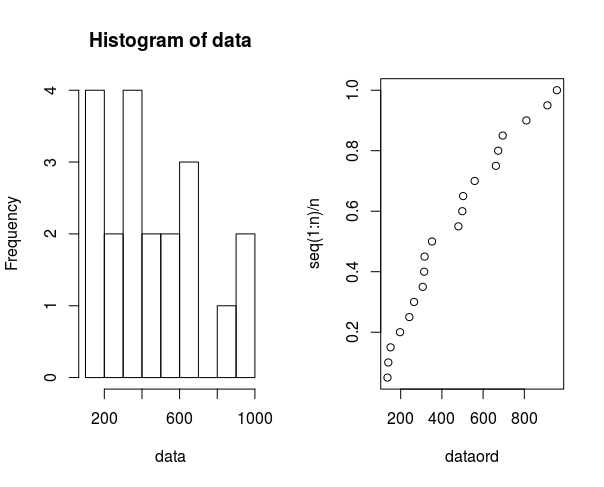 Histogram of data
Frequency
0 1 2 3 4
200 600 1000
data
seq(1:n)/n
0.2 0.4 0.6 0.8 1.0
200 400 600 800
dataord